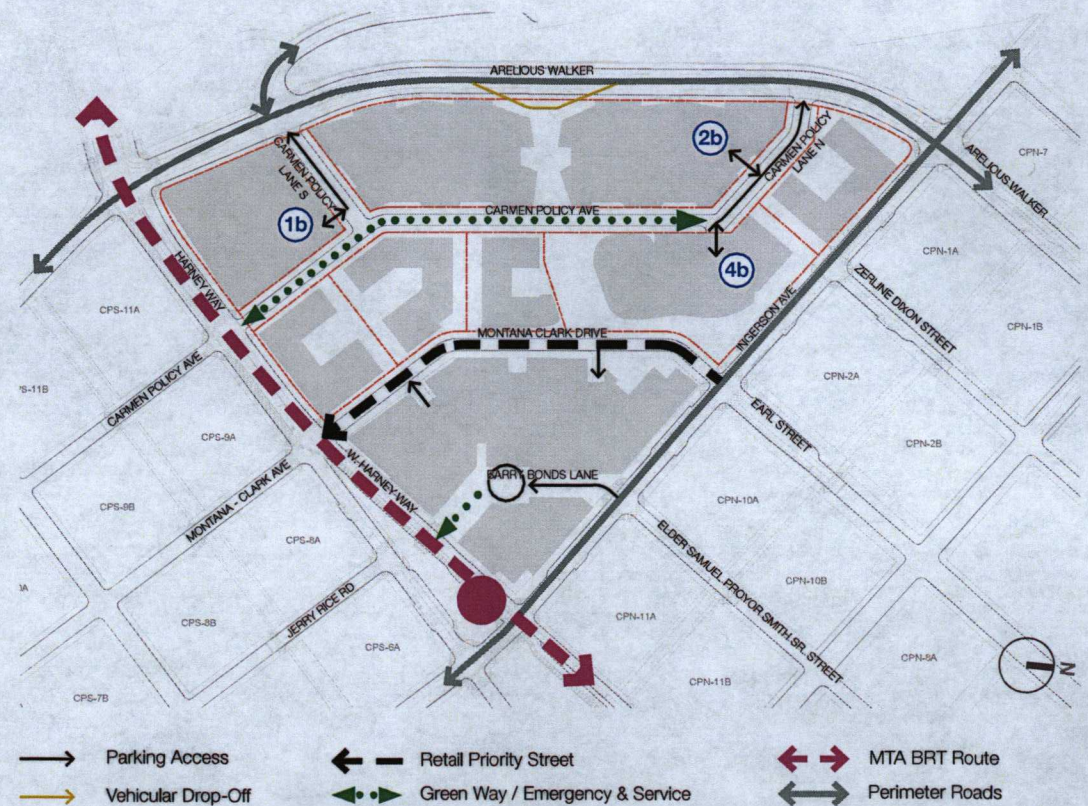 ARELIOUS WALKER
CARMEN POLICY
LANE S
2b
CARMEN POLICY
LANE N
CPN-7
ARELIOUS WALKER
1b
CARMEN POLICY AVE
4b
CPN-1A
HARNEY WAY
CPS-11A
ZERLINE DIXON STREET
INGERSON AVE
CPN-1B
MONTANA CLARK DRIVE
CARMEN POLICY AVE
CPN-2A
CPS-9A
EARL STREET
CPN-2B
W. HARNEY WAY
BARRY BONDS LANE
CPS-9B
MONTANA - CLARK AVE
CPN-10A
CPS-8A
ELDER SAMUEL PROYOR SMITH SR. STREET
CPN-10B
JERRY RICE RD
CPS-8B
CPN-11A
CPS-6A
CPN-8A
CPN-11B
CPS-7B
N
Parking Access
Retail Priority Street
MTA BRT Route
Vehicular Drop-Off
Green Way / Emergency & Service
Perimeter Roads